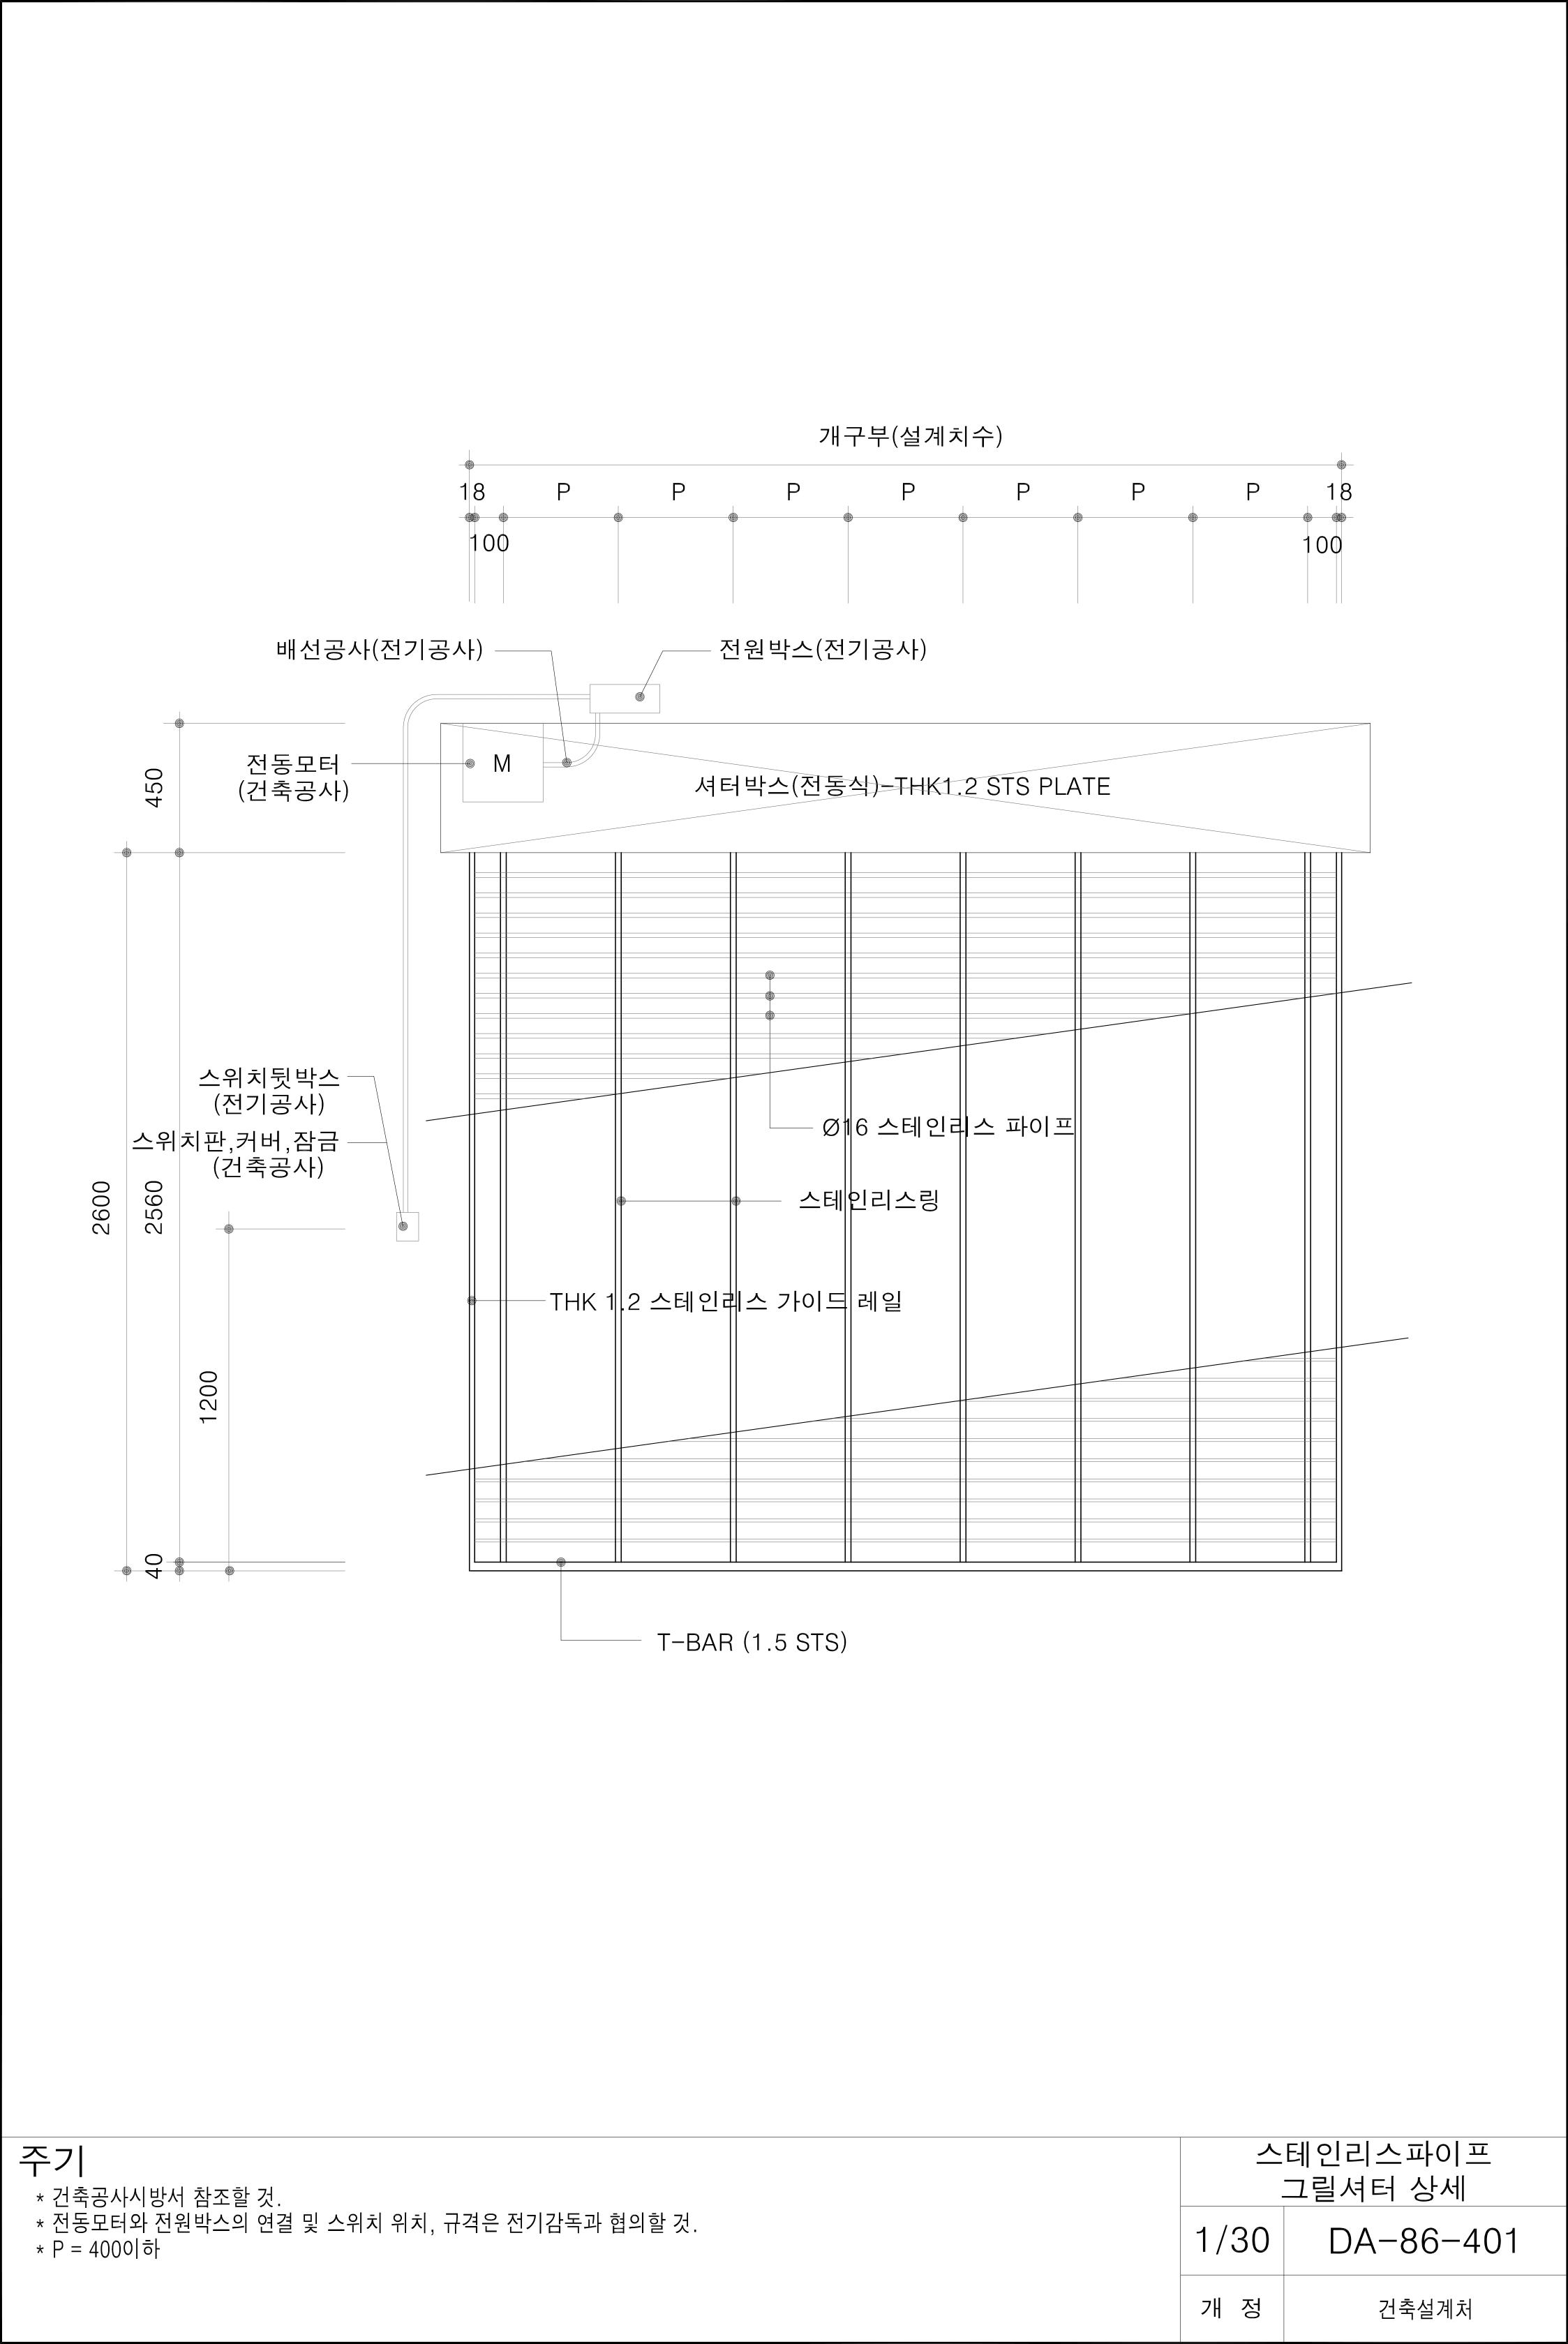 개구부(설계치수)
18 P P P P P P P 18
100 100
배선공사(전기공사) 전원박스(전기공사)
전동모터
(건축공사)
M
셔터박스(전동식)-THK1.2 STS PLATE
450
스위치뒷박스
(전기공사)
스위치판,커버,잠금
(건축공사)
Ø16 스테인리스 파이프
스테인리스링
2600
2560
THK 1.2 스테인리스 가이드 레일
1200
40
T-BAR (1.5 STS)
주기
* 건축공사시방서 참조할 것.
* 전동모터와 전원박스의 연결 및 스위치 위치, 규격은 전기감독과 협의할 것.
* P = 400이하
스테인리스파이프
그릴셔터 상세
1/30 DA-86-401
개 정 건축설계처